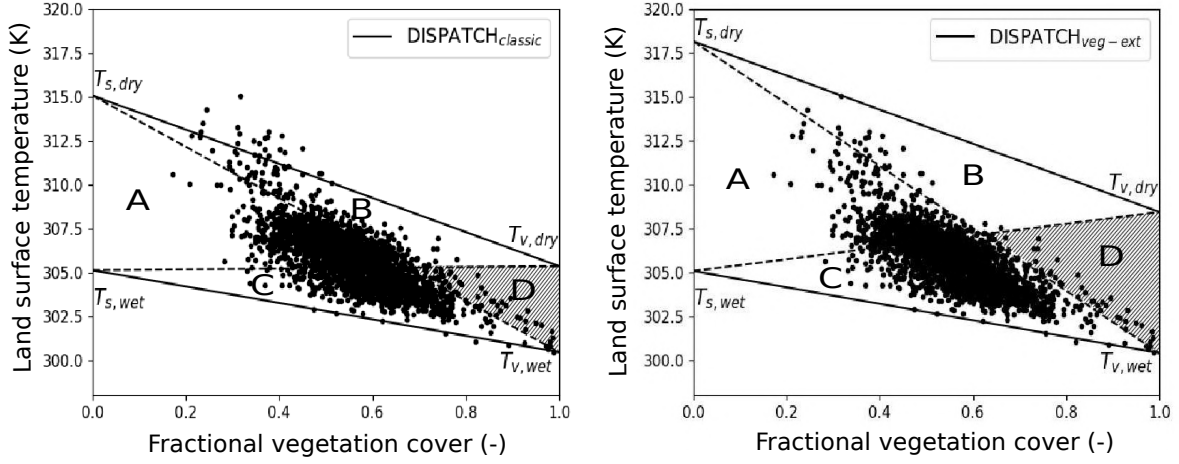 320.0
317.5
315.0
312.5
310.0
307.5
305.0
302.5
300.0
Land surface temperature (K)
DISPATCH_classic
T_s,dry
A
B
T_v,dry
C
D
T_s,wet
T_v,wet
0.0 0.2 0.4 0.6 0.8 1.0
Fractional vegetation cover (-)
320.0
317.5
315.0
312.5
310.0
307.5
305.0
302.5
300.0
Land surface temperature (K)
DISPATCH_veg-ext
T_s,dry
A
B
T_v,dry
D
C
T_s,wet
T_v,wet
0.0 0.2 0.4 0.6 0.8 1.0
Fractional vegetation cover (-)